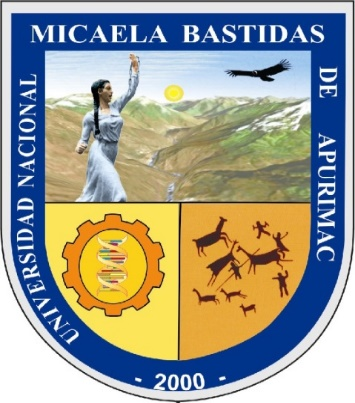 UNIVERSIDAD NACIONAL
MICAELA BASTIDAS
DE APURIMAC
- 2000 -